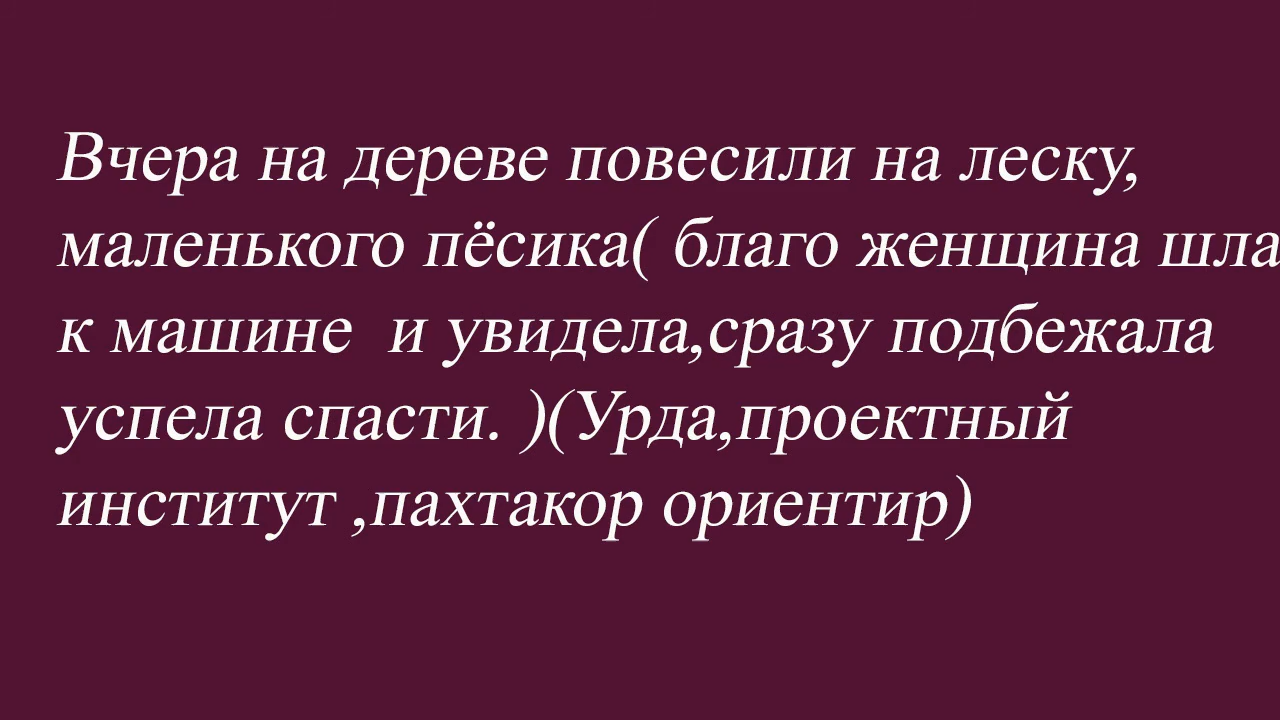 Вчера на дереве повесили на леску,
маленького пёсика( благо женщина шла
к машине  и увидела,сразу подбежала
успела спасти. )(Урда,проектный
институт ,пахтакор ориентир)